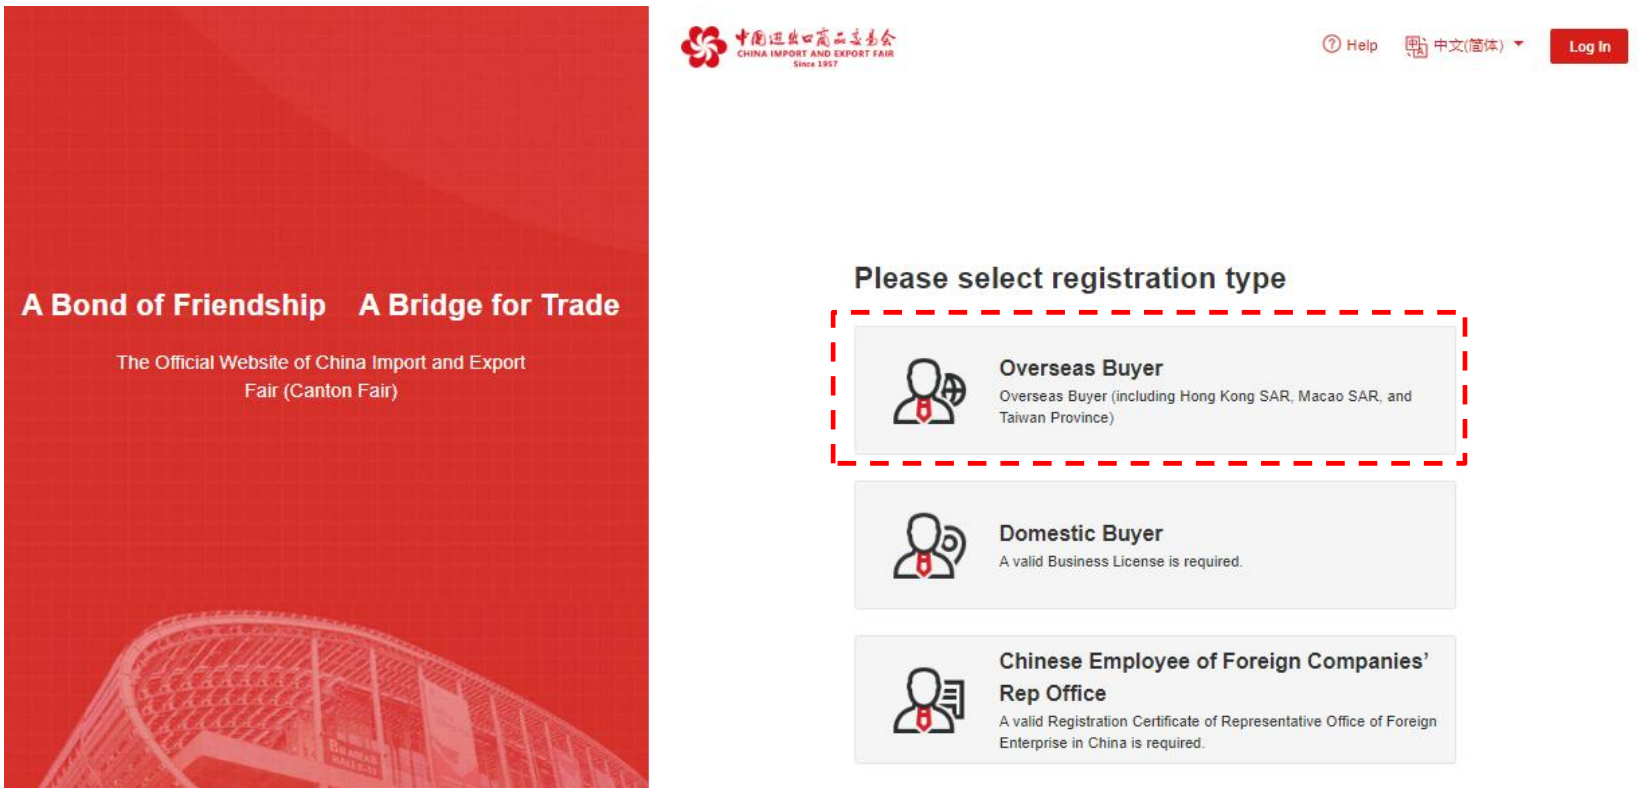 中国进出口商品交易会
CHINA IMPORT AND EXPORT FAIR
Since 1957
Help
中文(简体)
Log In
A Bond of Friendship A Bridge for Trade
The Official Website of China Import and Export
Fair (Canton Fair)
Please select registration type
Overseas Buyer
Overseas Buyer (including Hong Kong SAR, Macao SAR, and
Taiwan Province)
Domestic Buyer
A valid Business License is required.
Chinese Employee of Foreign Companies’
Rep Office
A valid Registration Certificate of Representative Office of Foreign
Enterprise in China is required.